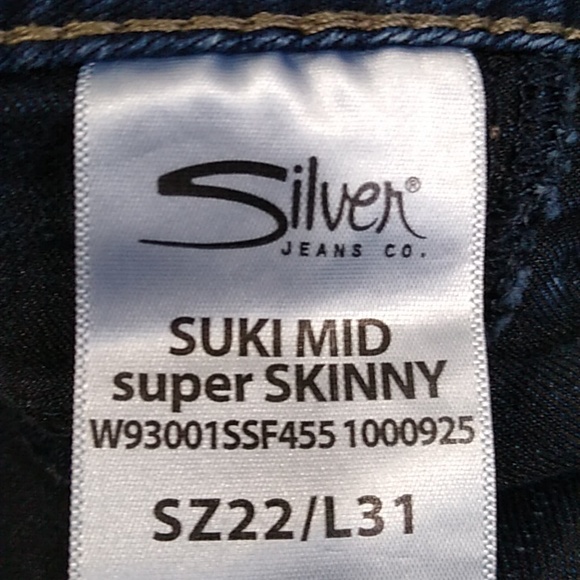 Silver®
JEANS CO.
SUKI MID
super SKINNY
W93001SSF455 1000925
SZ22/L31